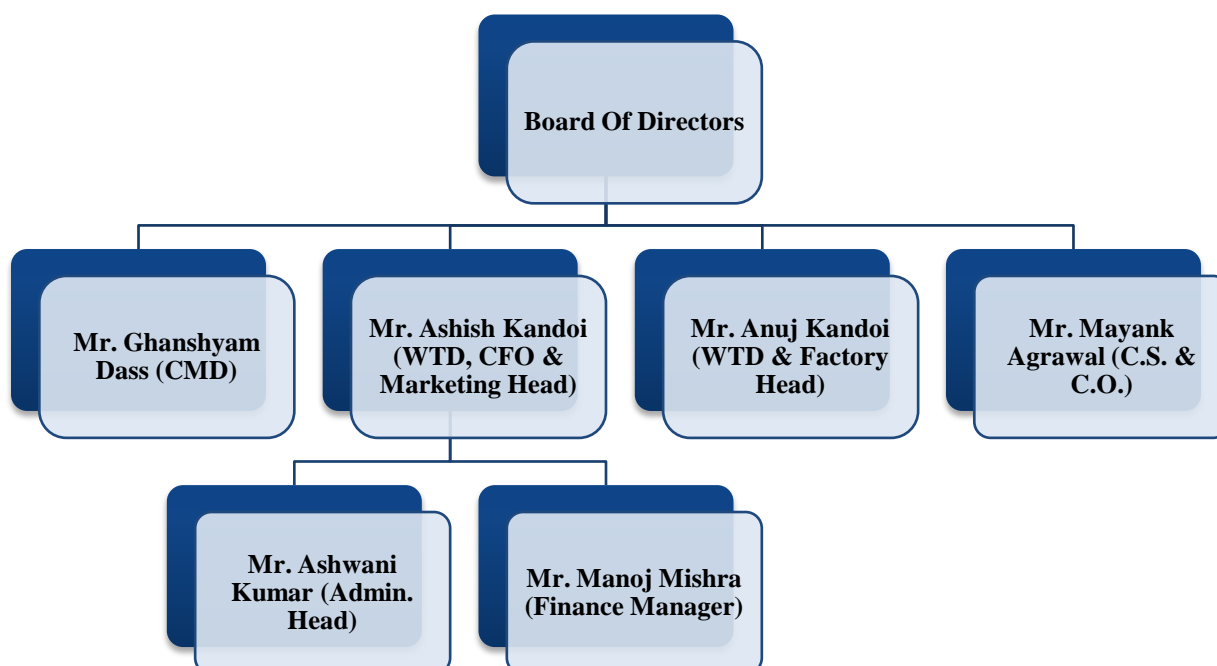 Board Of Directors
Mr. Ghanshyam
Dass (CMD)
Mr. Ashish Kandoi
(WTD, CFO &
Marketing Head)
Mr. Anuj Kandoi
(WTD & Factory
Head)
Mr. Mayank
Agrawal (C.S. &
C.O.)
Mr. Ashwani
Kumar (Admin.
Head)
Mr. Manoj Mishra
(Finance Manager)